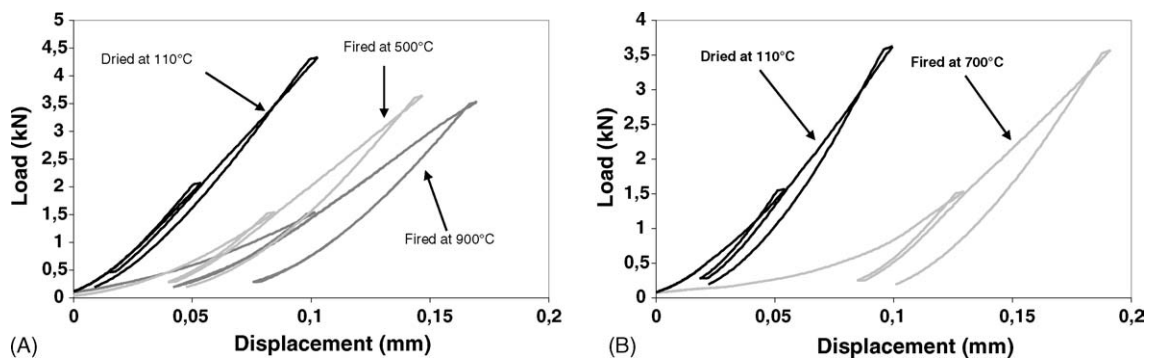 5
4,5
4
3,5
3
2,5
2
1,5
1
0,5
0
Load (kN)
Dried at 110°C
Fired at 500°C
Fired at 900°C
0 0,05 0,1 0,15 0,2
Displacement (mm)
(A)
4
3,5
3
2,5
2
1,5
1
0,5
0
Load (kN)
Dried at 110°C
Fired at 700°C
0 0,05 0,1 0,15 0,2
Displacement (mm)
(B)